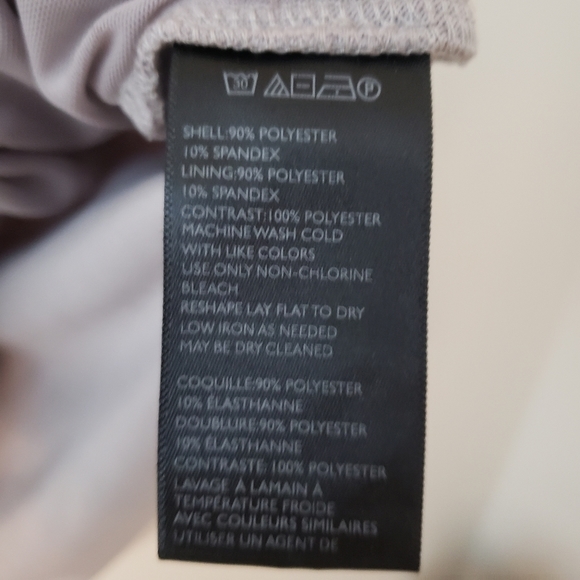 30 P
SHELL:90% POLYESTER
10% SPANDEX
LINING:90% POLYESTER
10% SPANDEX
CONTRAST:100% POLYESTER
MACHINE WASH COLD
WITH LIKE COLORS
USE ONLY NON-CHLORINE
BLEACH
RESHAPE LAY FLAT TO DRY
LOW IRON AS NEEDED
MAY BE DRY CLEANED
COQUILLE:90% POLYESTER
10% ÉLASTHANNE
DOUBLURE:90% POLYESTER
10% ÉLASTHANNE
CONTRASTE: 100% POLYESTER
LAVAGE À LAMAIN À
TEMPÉRATURE FROIDE
AVEC COULEURS SIMILAIRES
UTILISER UN AGENT DE